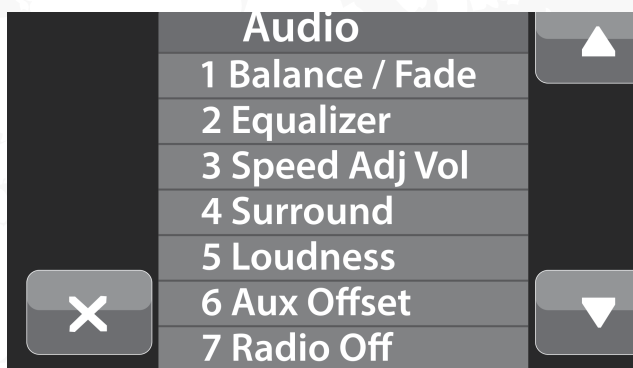 Audio
1 Balance / Fade
2 Equalizer
3 Speed Adj Vol
4 Surround
5 Loudness
6 Aux Offset
7 Radio Off